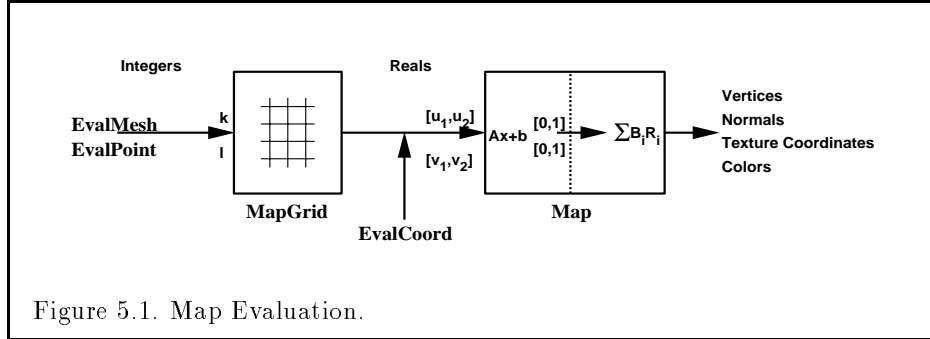 Integers
Reals
EvalMesh
EvalPoint
k
l
MapGrid
[u₁,u₂]
[v₁,v₂]
EvalCoord
Ax+b
[0,1]
[0,1]
ΣBᵢRᵢ
Map
Vertices
Normals
Texture Coordinates
Colors
Figure 5.1. Map Evaluation.